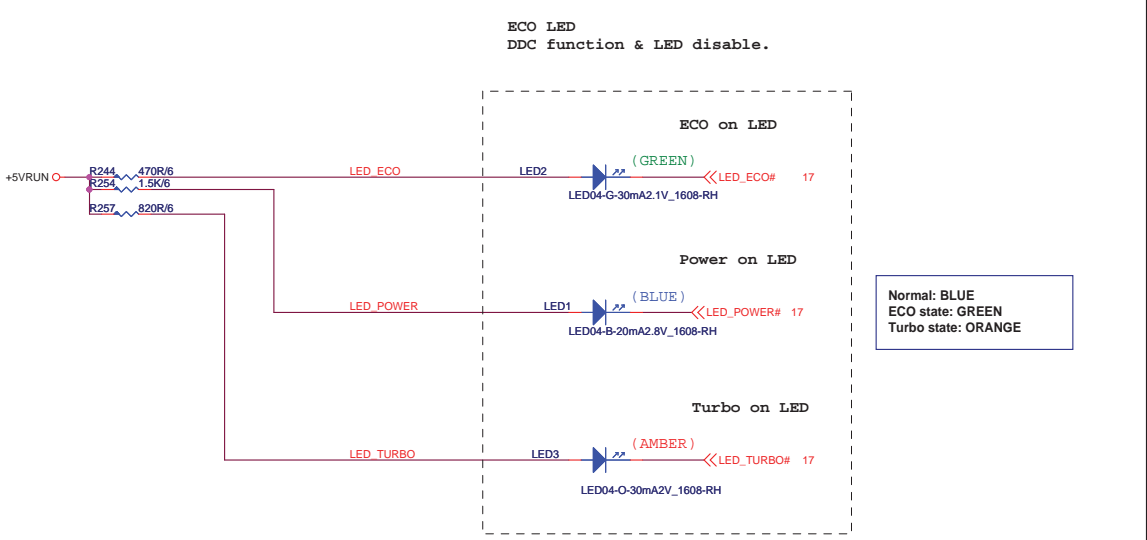 ECO LED
DDC function & LED disable.
ECO on LED
(GREEN)
+5VRUN
R244 470R/6
LED_ECO
LED2
LED_ECO# 17
R254 1.5K/6
LED04-G-30mA2.1V_1608-RH
R257 820R/6
Power on LED
(BLUE)
LED_POWER
LED1
LED_POWER# 17
LED04-B-20mA2.8V_1608-RH
Normal: BLUE
ECO state: GREEN
Turbo state: ORANGE
Turbo on LED
(AMBER)
LED_TURBO
LED3
LED_TURBO# 17
LED04-O-30mA2V_1608-RH